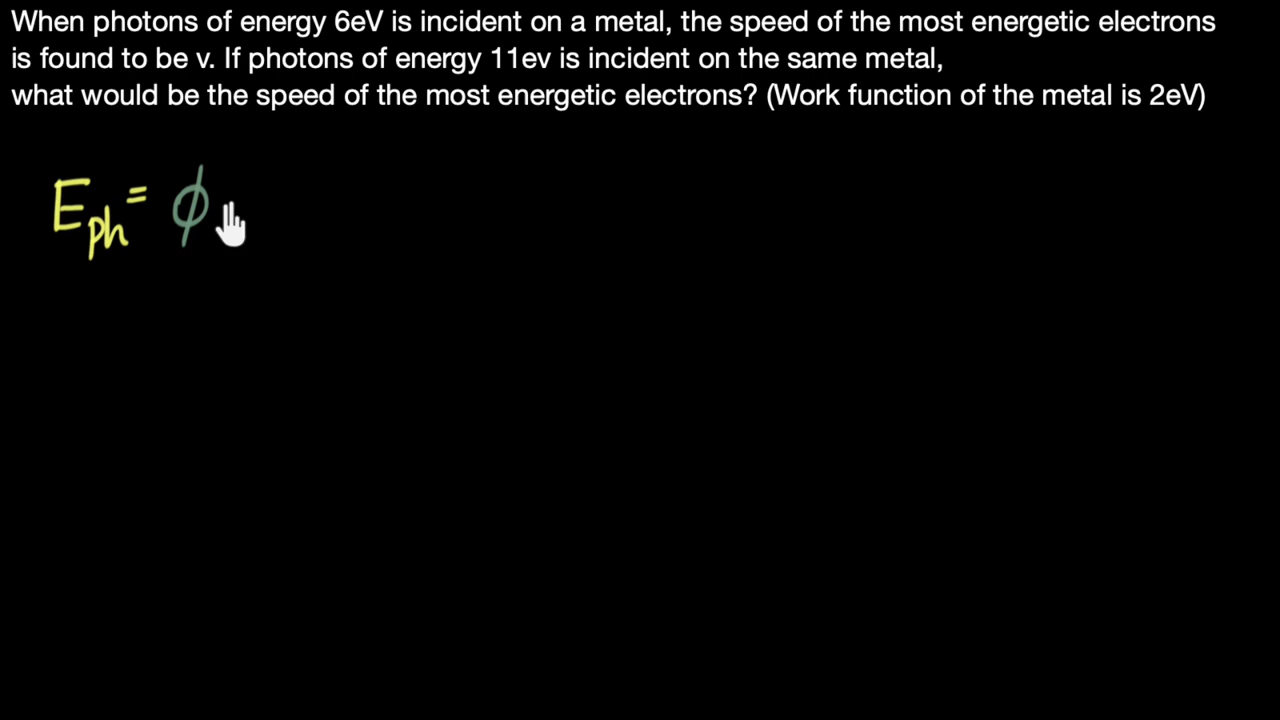 When photons of energy 6eV is incident on a metal, the speed of the most energetic electrons
is found to be v. If photons of energy 11ev is incident on the same metal,
what would be the speed of the most energetic electrons? (Work function of the metal is 2eV)
Eph = ϕ